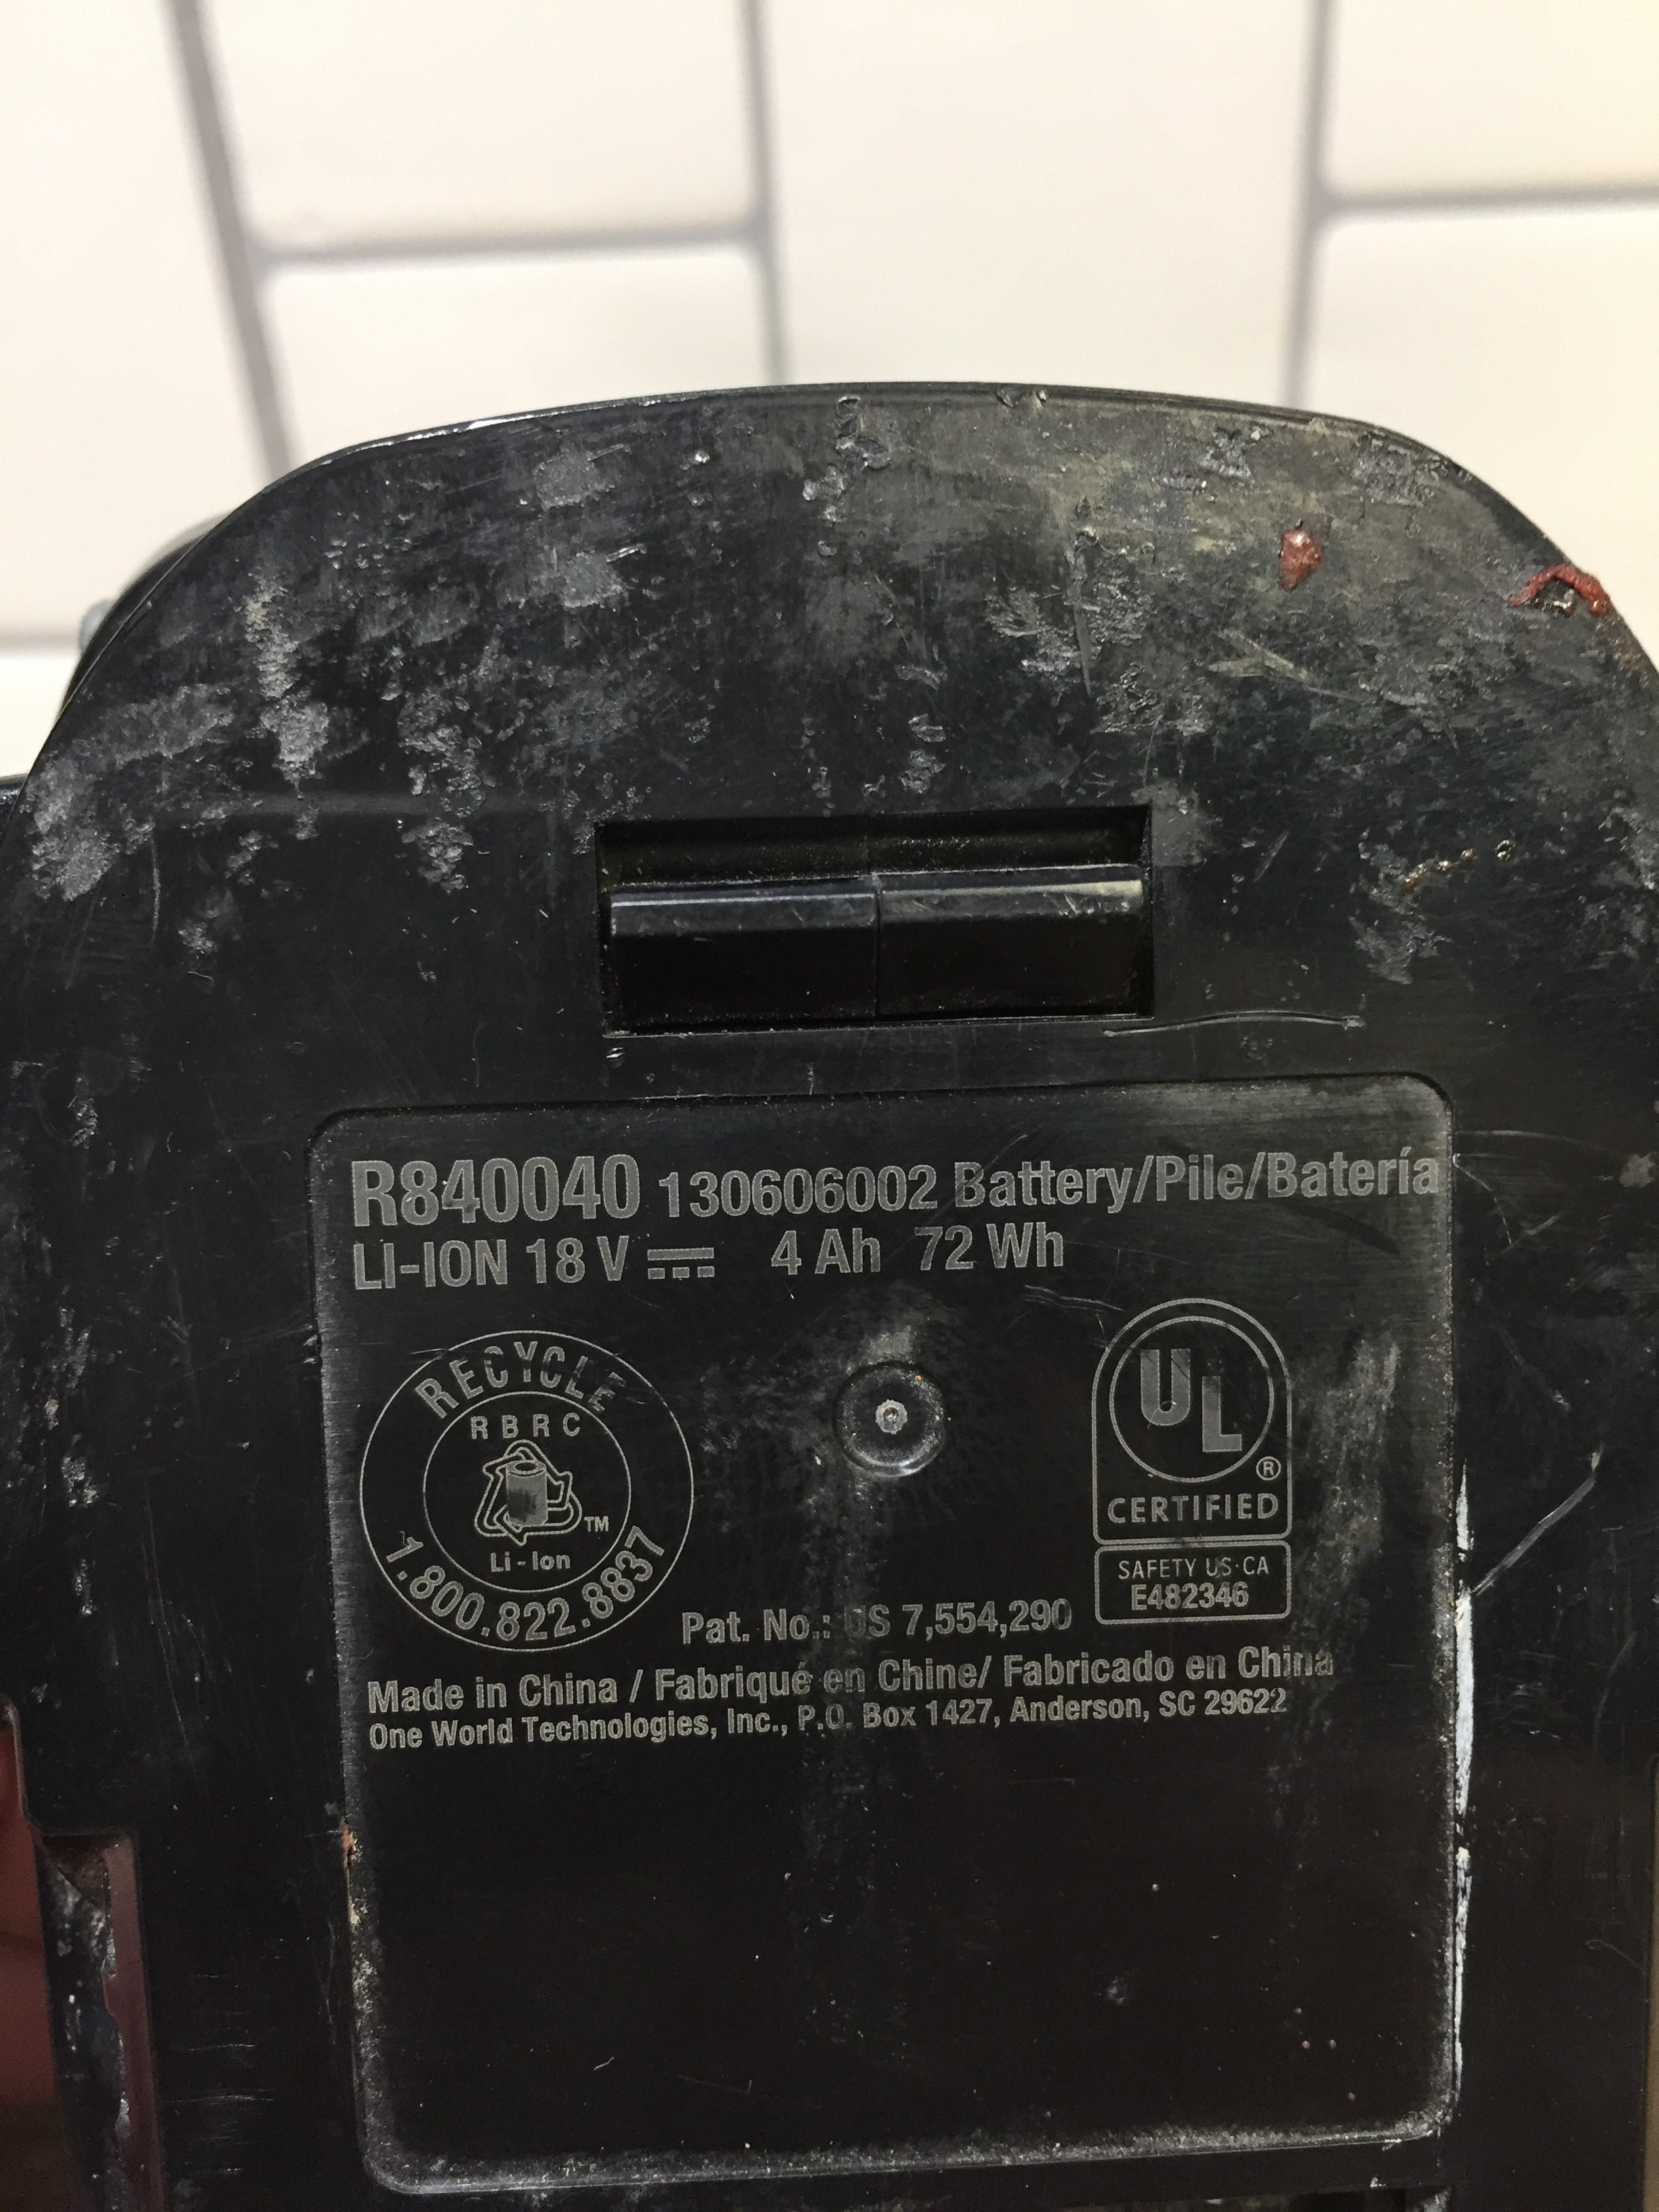 R840040 130606002 Battery/Pile/Batería
LI-ION 18 V 4 Ah 72 Wh
RECYCLE
RBRC
TM
Li-Ion
1.800.822.8837
UL
®
CERTIFIED
SAFETY US·CA
E482346
Pat. No.: US 7,554,290
Made in China / Fabriqué en Chine/ Fabricado en China
One World Technologies, Inc., P.O. Box 1427, Anderson, SC 29622